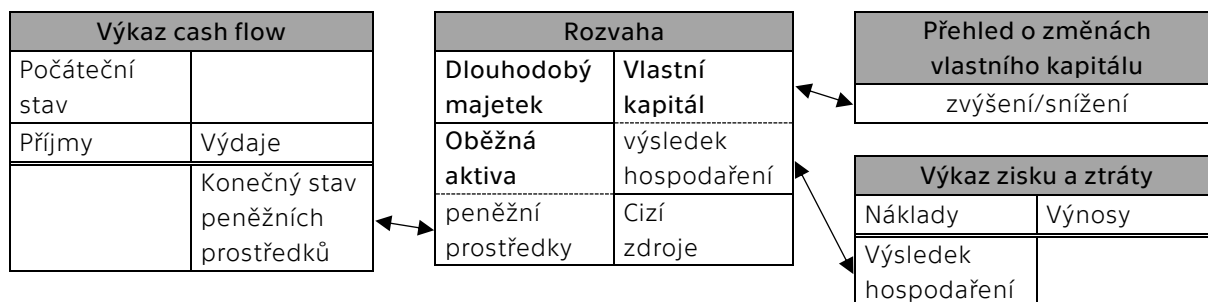 Výkaz cash flow
Počáteční
stav
Příjmy
Výdaje
Konečný stav
peněžních
prostředků
Rozvaha
Dlouhodobý
majetek
Vlastní
kapitál
Oběžná
aktiva
výsledek
hospodaření
peněžní
prostředky
Cizí
zdroje
Přehled o změnách
vlastního kapitálu
zvýšení/snížení
Výkaz zisku a ztráty
Náklady
Výnosy
Výsledek
hospodaření